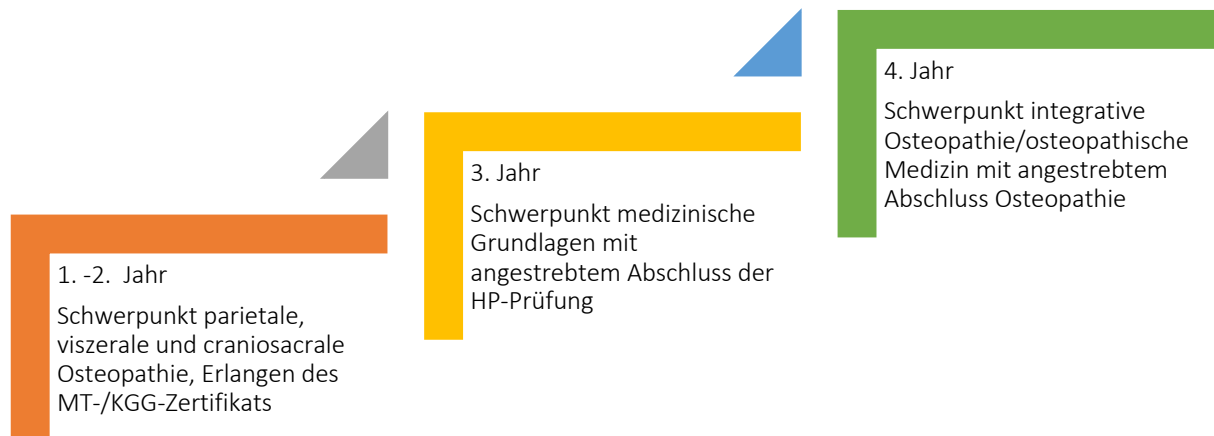 1. -2. Jahr
Schwerpunkt parietale,
viszerale und craniosacrale
Osteopathie, Erlangen des
MT-/KGG-Zertifikats
3. Jahr
Schwerpunkt medizinische
Grundlagen mit
angestrebtem Abschluss der
HP-Prüfung
4. Jahr
Schwerpunkt integrative
Osteopathie/osteopathische
Medizin mit angestrebtem
Abschluss Osteopathie